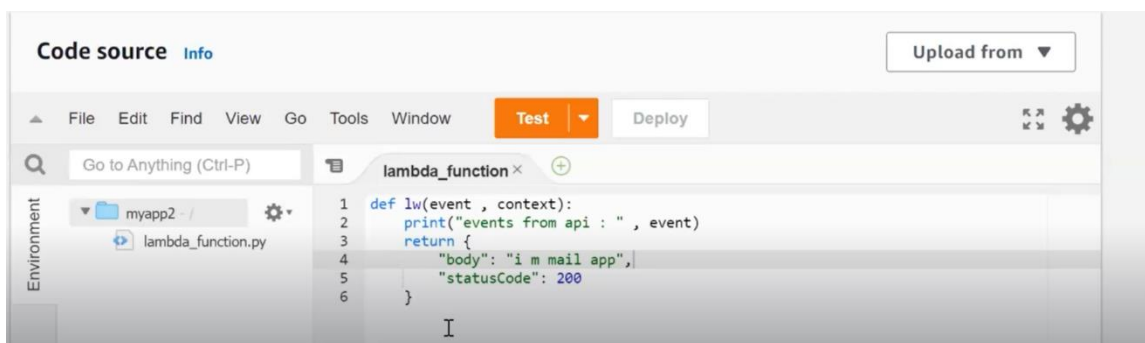 Code source Info
Upload from
File Edit Find View Go Tools Window Test Deploy
Go to Anything (Ctrl-P)
lambda_function
Environment
myapp2 - /
lambda_function.py
1 def lw(event , context):
2     print("events from api : " , event)
3     return {
4         "body": "i m mail app",
5         "statusCode": 200
6     }